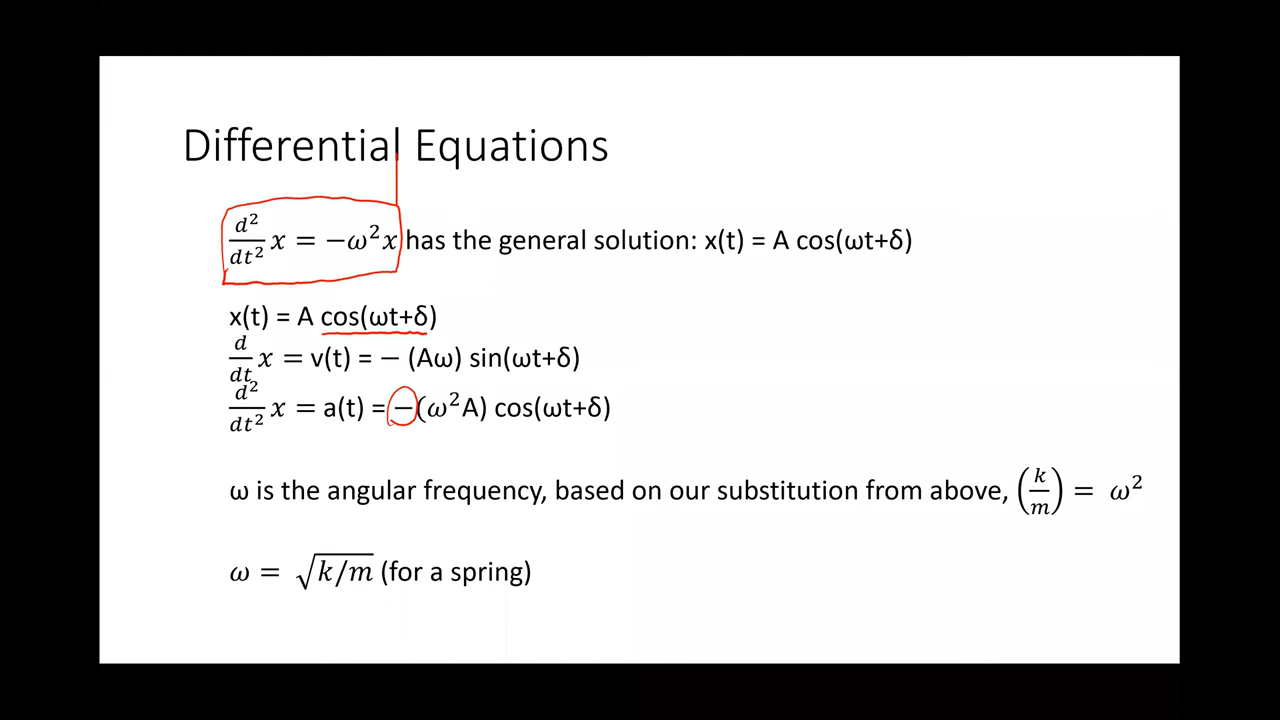 Differential Equations
d²/dt² x = −ω²x has the general solution: x(t) = A cos(ωt+δ)
x(t) = A cos(ωt+δ)
d/dt x = v(t) = − (Aω) sin(ωt+δ)
d²/dt² x = a(t) = −(ω²A) cos(ωt+δ)
ω is the angular frequency, based on our substitution from above, (k/m) = ω²
ω = √k/m (for a spring)